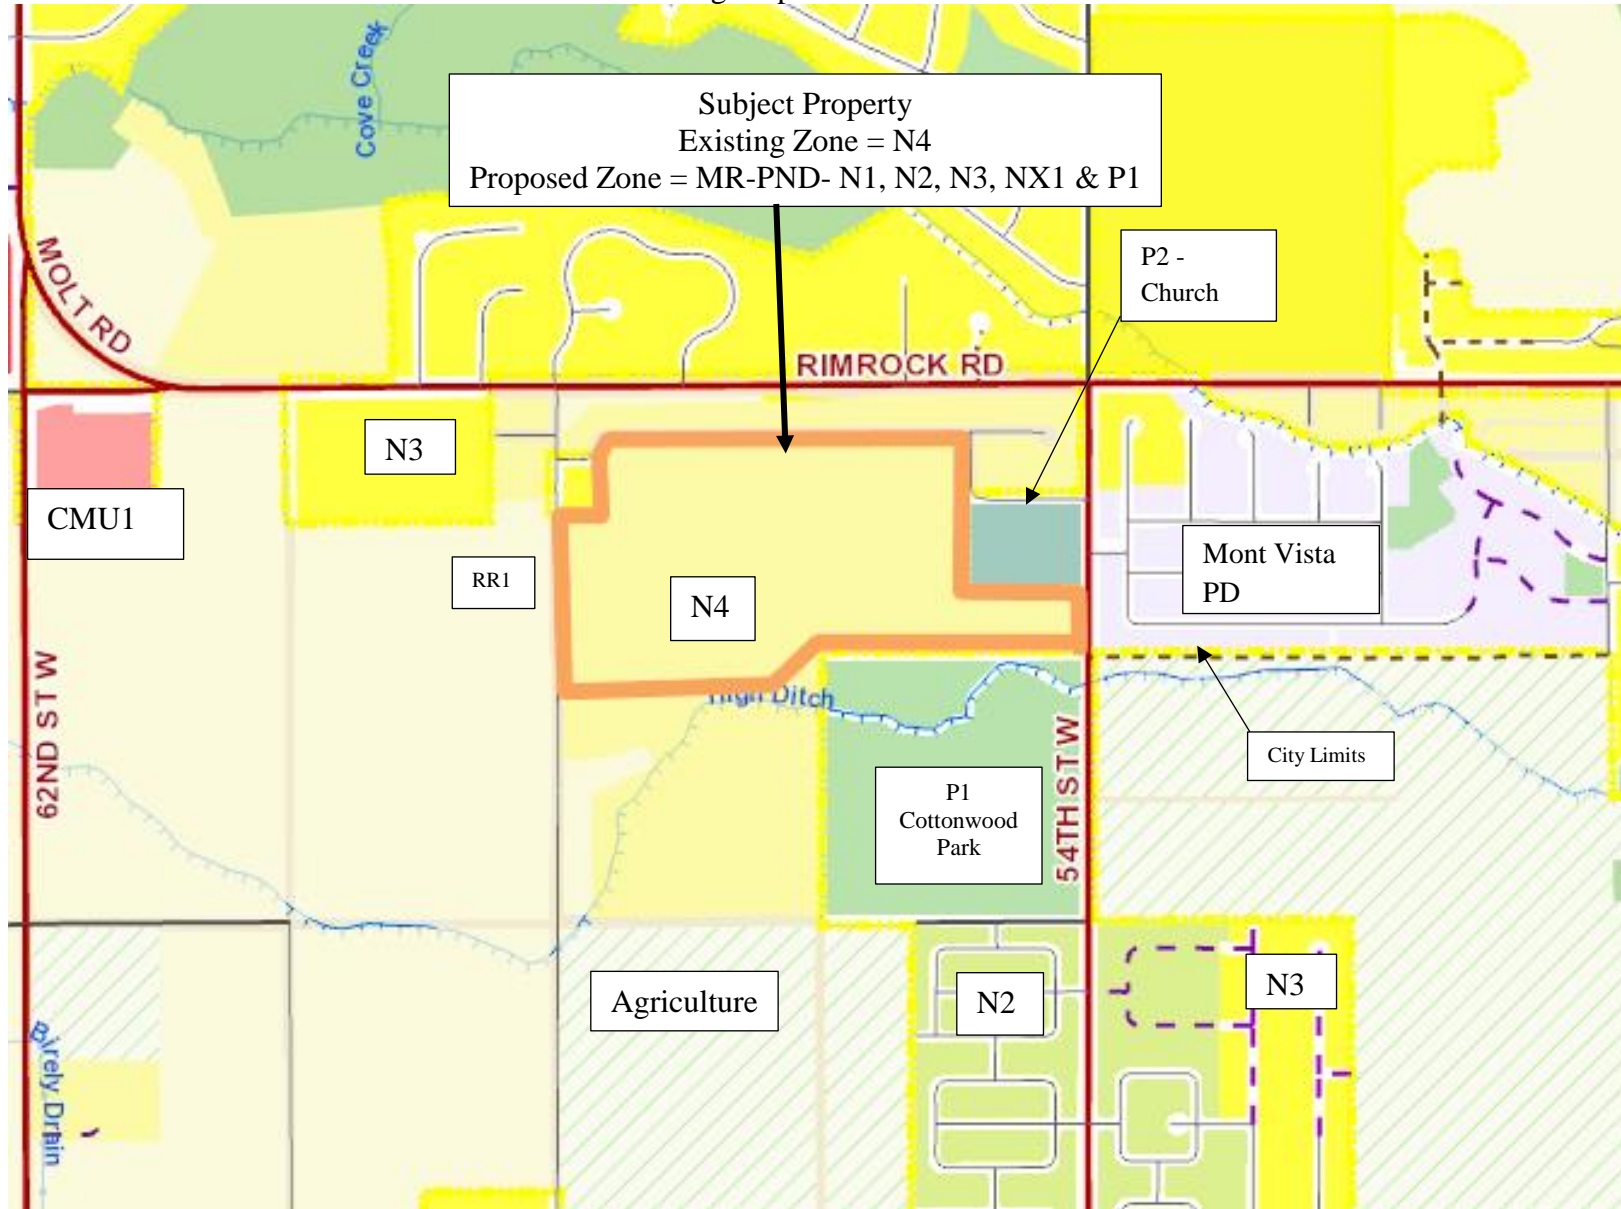 Cove Creek
Subject Property
Existing Zone = N4
Proposed Zone = MR-PND- N1, N2, N3, NX1 & P1
MOLT RD
P2 -
Church
RIMROCK RD
N3
CMU1
RR1
N4
Mont Vista
PD
High Ditch
62ND ST W
54TH ST W
City Limits
P1
Cottonwood
Park
Agriculture
N2
N3
Birely Drain